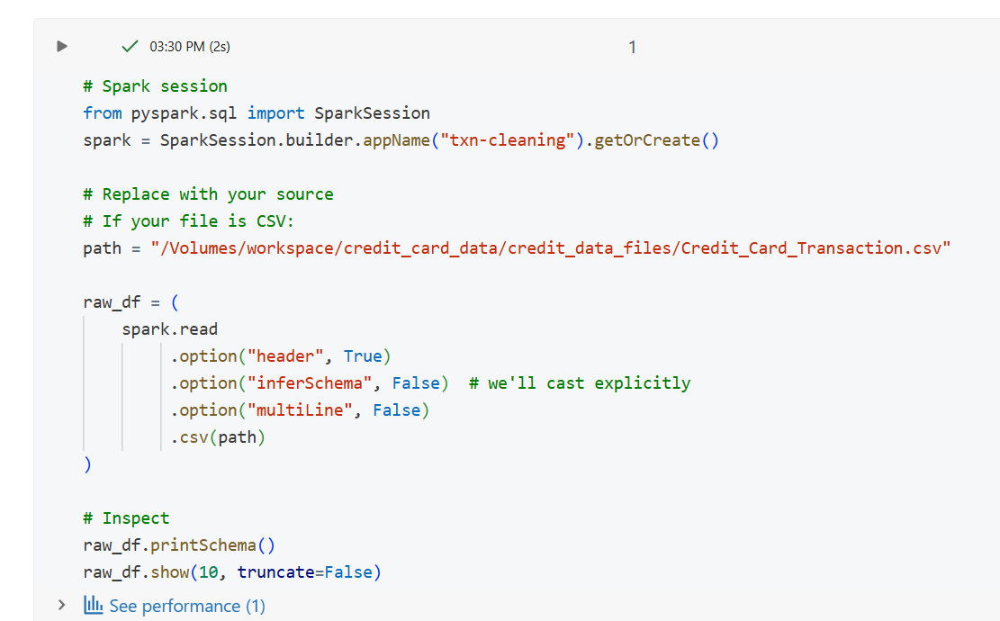 03:30 PM (2s) 1
# Spark session
from pyspark.sql import SparkSession
spark = SparkSession.builder.appName("txn-cleaning").getOrCreate()
# Replace with your source
# If your file is CSV:
path = "/Volumes/workspace/credit_card_data/credit_data_files/Credit_Card_Transaction.csv"
raw_df = (
    spark.read
        .option("header", True)
        .option("inferSchema", False)  # we'll cast explicitly
        .option("multiLine", False)
        .csv(path)
)
# Inspect
raw_df.printSchema()
raw_df.show(10, truncate=False)
See performance (1)